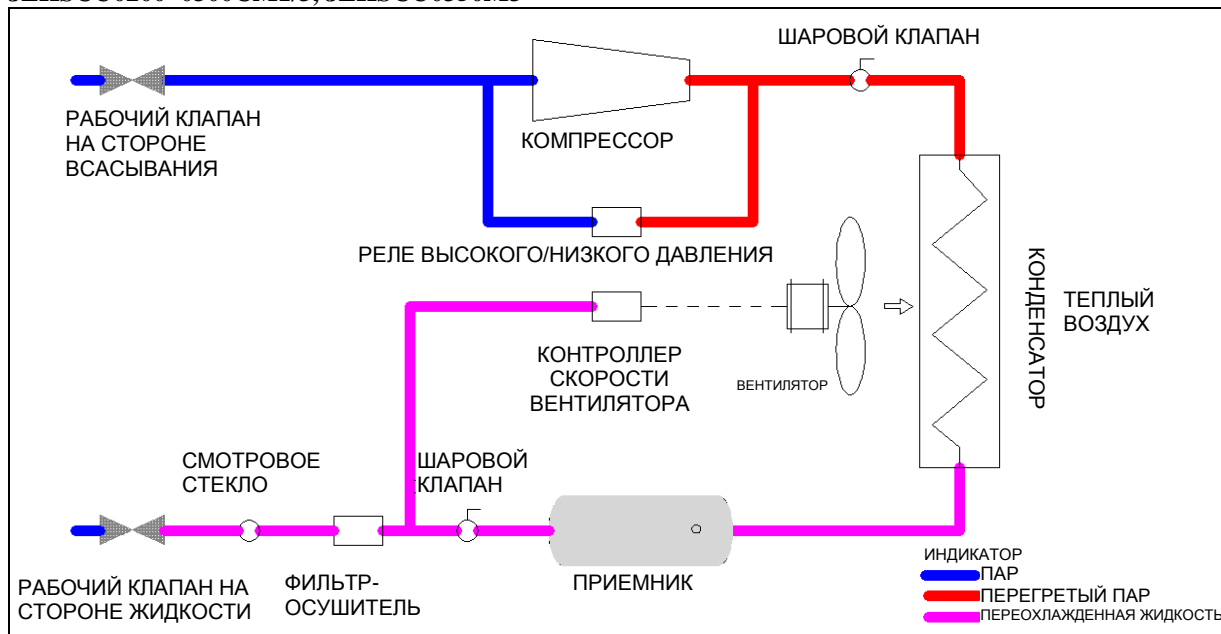 ШАРОВОЙ КЛАПАН
РАБОЧИЙ КЛАПАН
НА СТОРОНЕ
ВСАСЫВАНИЯ
КОМПРЕССОР
РЕЛЕ ВЫСОКОГО/НИЗКОГО ДАВЛЕНИЯ
КОНДЕНСАТОР
ТЕПЛЫЙ
ВОЗДУХ
КОНТРОЛЛЕР
СКОРОСТИ
ВЕНТИЛЯТОРА
ВЕНТИЛЯТОР
СМОТРОВОЕ
СТЕКЛО
ШАРОВОЙ
КЛАПАН
РАБОЧИЙ КЛАПАН НА
СТОРОНЕ ЖИДКОСТИ
ФИЛЬТР-
ОСУШИТЕЛЬ
ПРИЕМНИК
ИНДИКАТОР
ПАР
ПЕРЕГРЕТЫЙ ПАР
ПЕРЕОХЛАЖДЕННАЯ ЖИДКОСТЬ